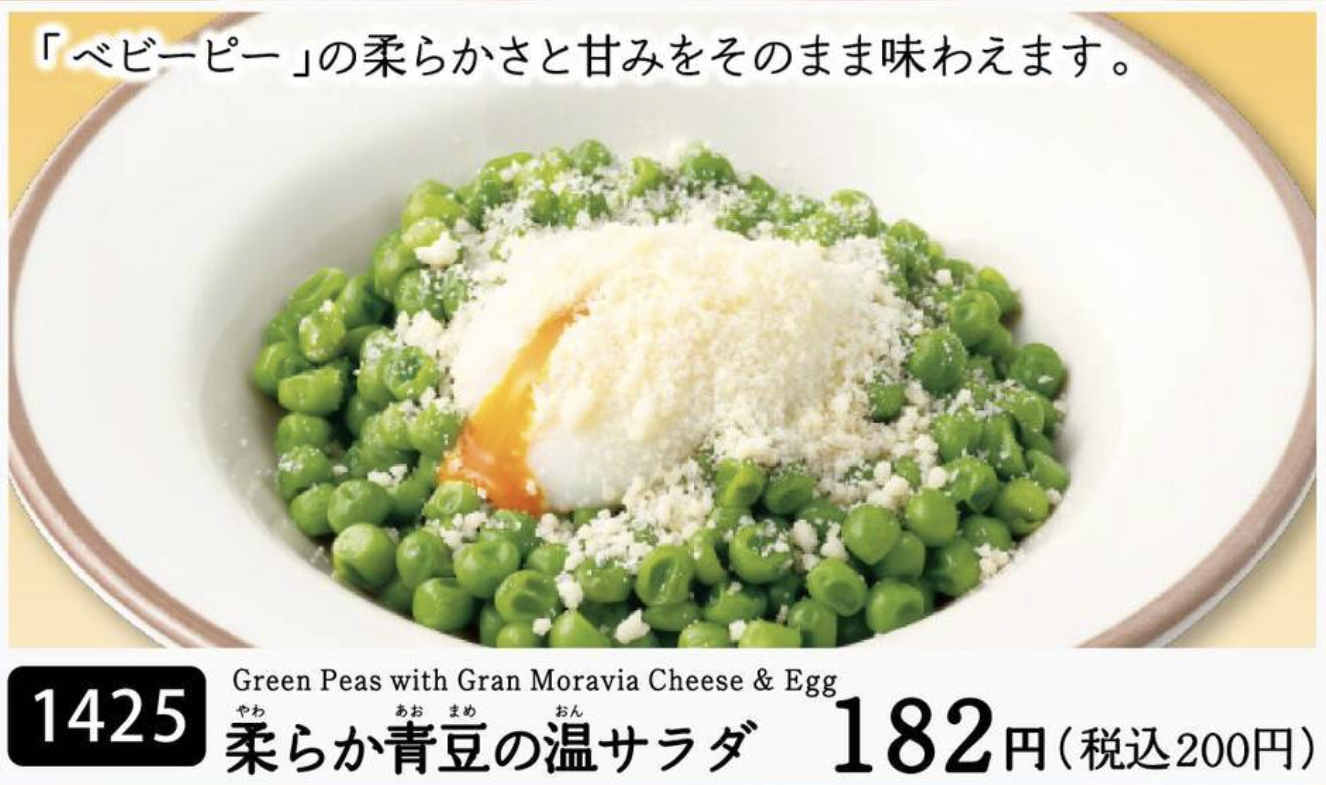 「ベビーピー」の柔らかさと甘みをそのまま味わえます。
1425
Green Peas with Gran Moravia Cheese & Egg
やわ あお まめ おん
柔らか青豆の温サラダ
182円(税込200円)